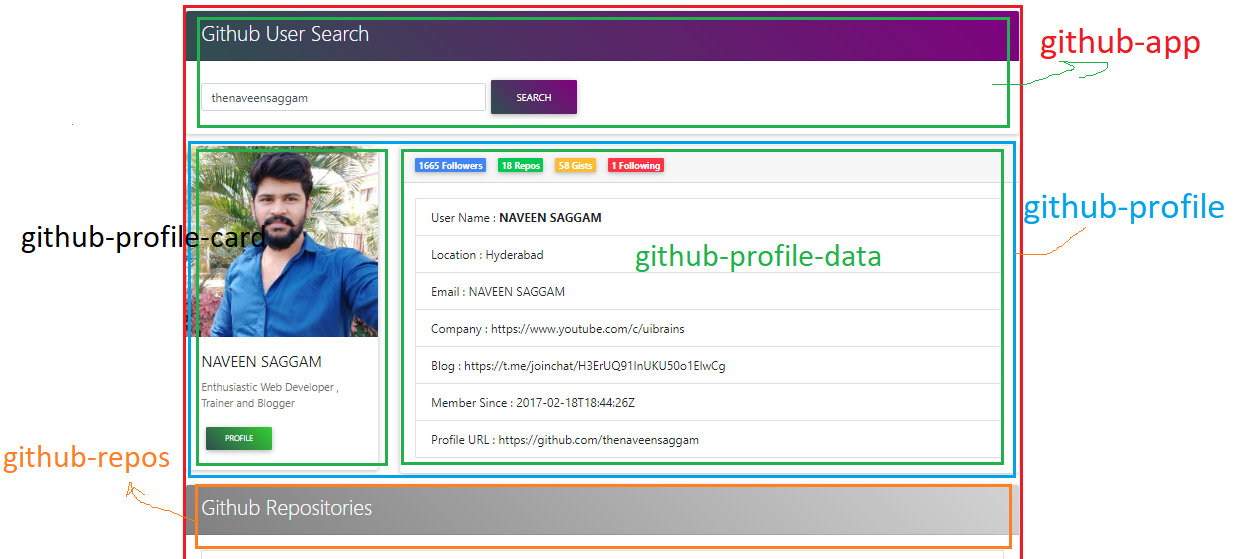 Github User Search
github-app
thenaveensaggam
SEARCH
1665 Followers
18 Repos
58 Gists
1 Following
github-profile
User Name : NAVEEN SAGGAM
github-profile-card
Location : Hyderabad
github-profile-data
Email : NAVEEN SAGGAM
Company : https://www.youtube.com/c/uibrains
NAVEEN SAGGAM
Blog : https://t.me/joinchat/H3ErUQ91InUKU50o1ElwCg
Enthusiastic Web Developer ,
Trainer and Blogger
Member Since : 2017-02-18T18:44:26Z
PROFILE
Profile URL : https://github.com/thenaveensaggam
github-repos
Github Repositories